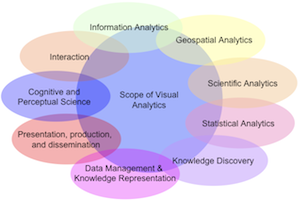 Information Analytics
Geospatial Analytics
Interaction
Scientific Analytics
Cognitive and
Perceptual Science
Scope of Visual
Analytics
Statistical Analytics
Presentation, production,
and dissemination
Knowledge Discovery
Data Management &
Knowledge Representation